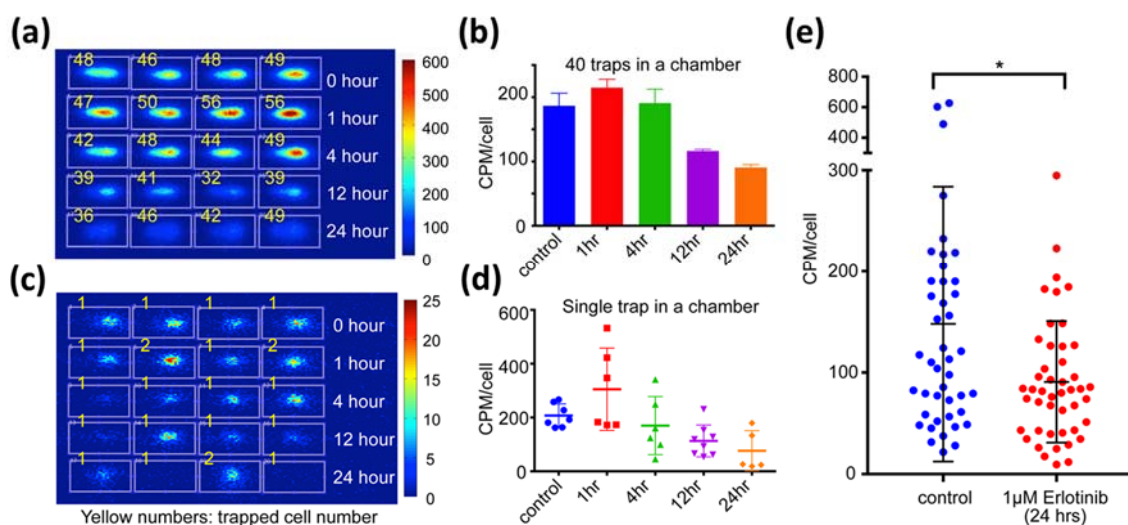 (a)
48 46 48 49
0 hour
47 50 56 56
1 hour
42 48 44 49
4 hour
39 41 32 39
12 hour
36 46 42 49
24 hour
600
500
400
300
200
100
0
(b)
40 traps in a chamber
CPM/cell
200
100
0
control 1hr 4hr 12hr 24hr
(c)
1 1 1 1
0 hour
1 2 1 2
1 hour
1 1 1 1
4 hour
1 1 1 1
12 hour
1 1 2 1
24 hour
25
20
15
10
5
0
Yellow numbers: trapped cell number
(d)
Single trap in a chamber
CPM/cell
600
400
200
0
control 1hr 4hr 12hr 24hr
(e)
*
CPM/cell
800
600
400
300
300
200
100
0
control
1μM Erlotinib
(24 hrs)